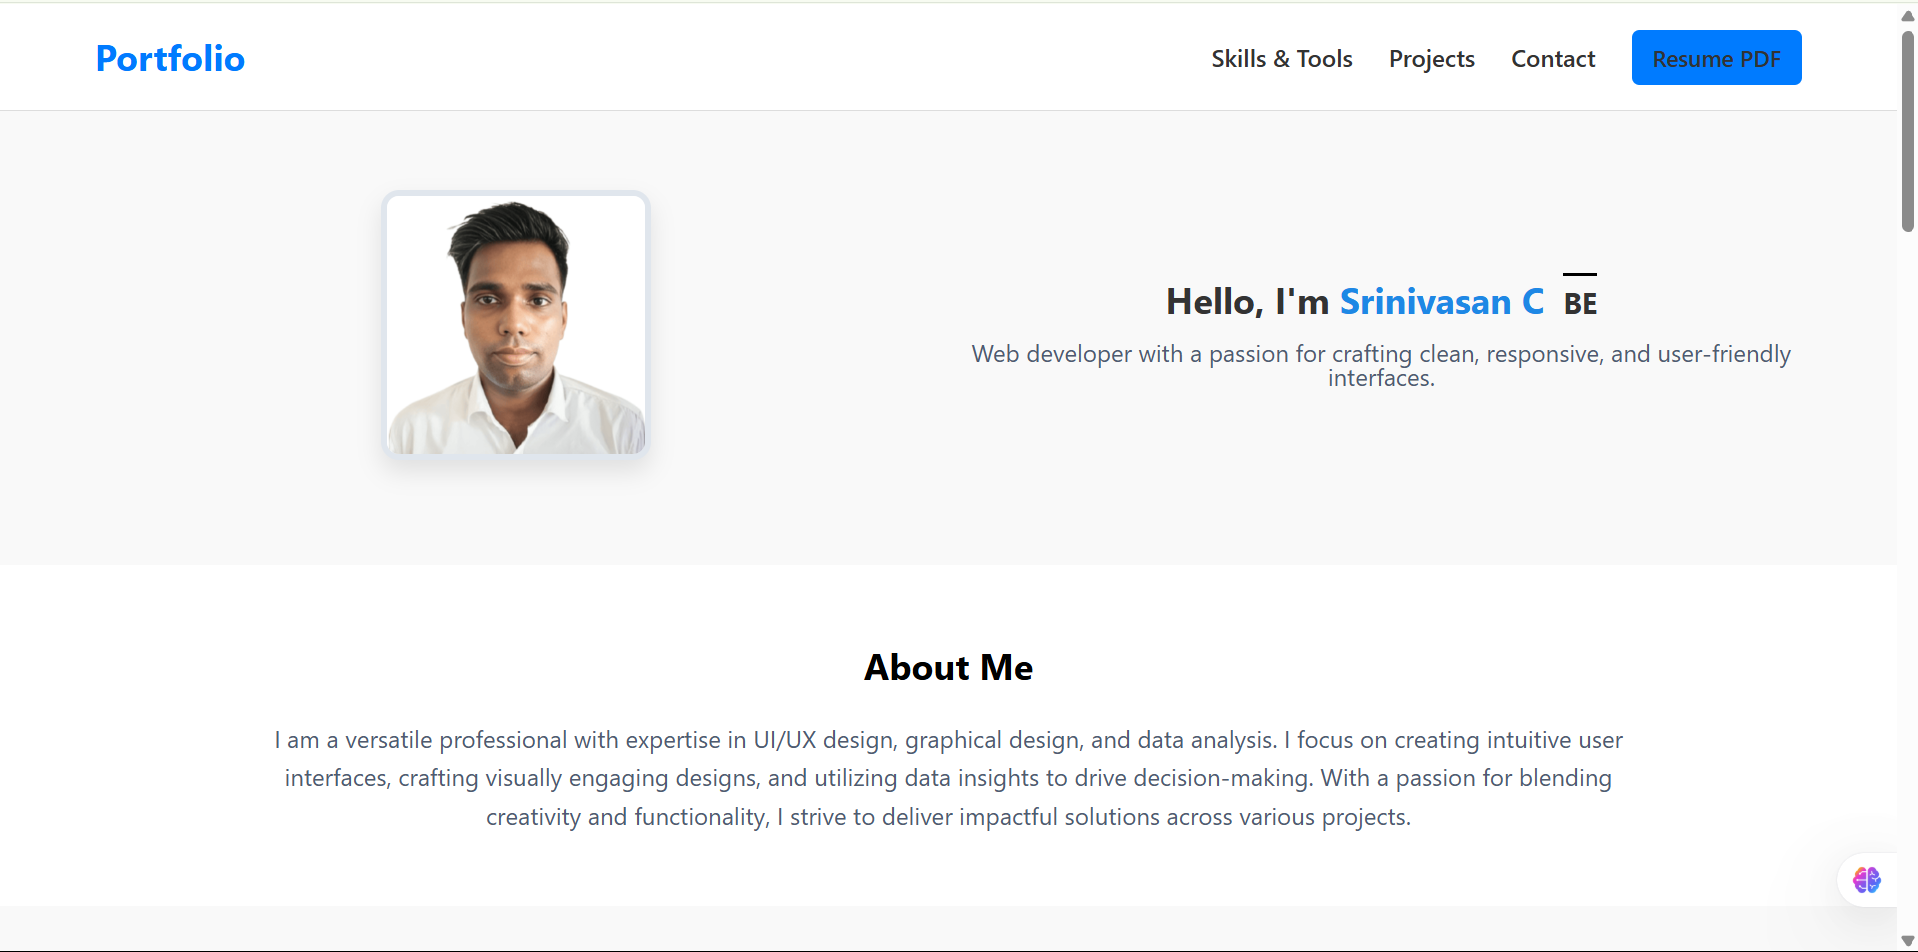 Portfolio
Skills & Tools
Projects
Contact
Resume PDF
Hello, I'm Srinivasan C BE
Web developer with a passion for crafting clean, responsive, and user-friendly
interfaces.
About Me
I am a versatile professional with expertise in UI/UX design, graphical design, and data analysis. I focus on creating intuitive user
interfaces, crafting visually engaging designs, and utilizing data insights to drive decision-making. With a passion for blending
creativity and functionality, I strive to deliver impactful solutions across various projects.